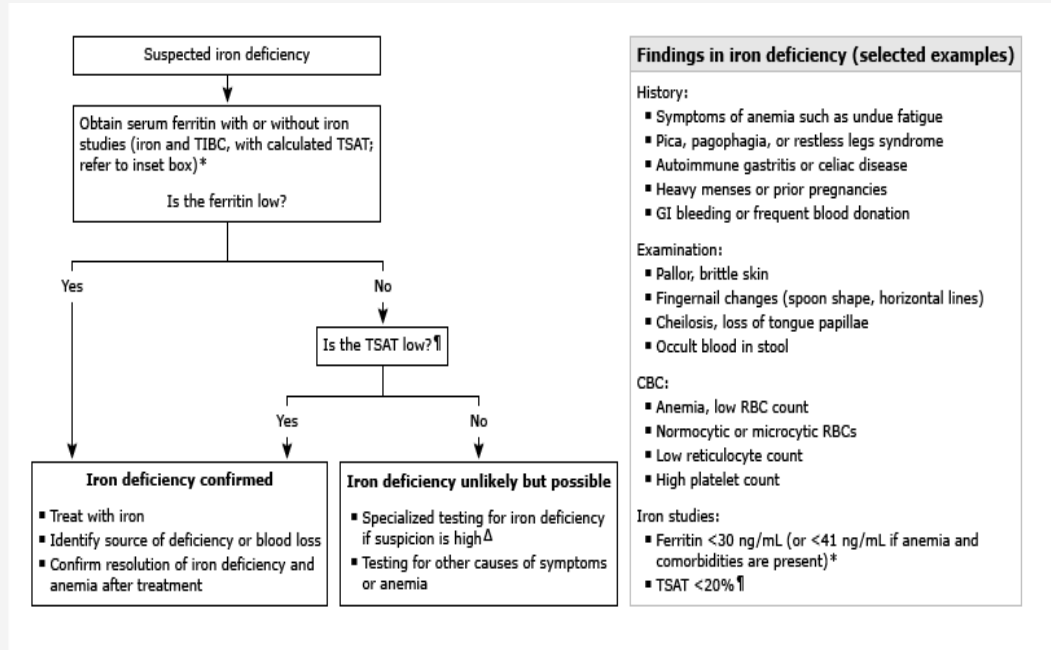 Suspected iron deficiency
Obtain serum ferritin with or without iron
studies (iron and TIBC, with calculated TSAT;
refer to inset box)*
Is the ferritin low?
Yes
No
Is the TSAT low?¶
Yes
No
Iron deficiency confirmed
▪ Treat with iron
▪ Identify source of deficiency or blood loss
▪ Confirm resolution of iron deficiency and
anemia after treatment
Iron deficiency unlikely but possible
▪ Specialized testing for iron deficiency
if suspicion is highΔ
▪ Testing for other causes of symptoms
or anemia
Findings in iron deficiency (selected examples)
History:
▪ Symptoms of anemia such as undue fatigue
▪ Pica, pagophagia, or restless legs syndrome
▪ Autoimmune gastritis or celiac disease
▪ Heavy menses or prior pregnancies
▪ GI bleeding or frequent blood donation
Examination:
▪ Pallor, brittle skin
▪ Fingernail changes (spoon shape, horizontal lines)
▪ Cheilosis, loss of tongue papillae
▪ Occult blood in stool
CBC:
▪ Anemia, low RBC count
▪ Normocytic or microcytic RBCs
▪ Low reticulocyte count
▪ High platelet count
Iron studies:
▪ Ferritin <30 ng/mL (or <41 ng/mL if anemia and
comorbidities are present)*
▪ TSAT <20%¶